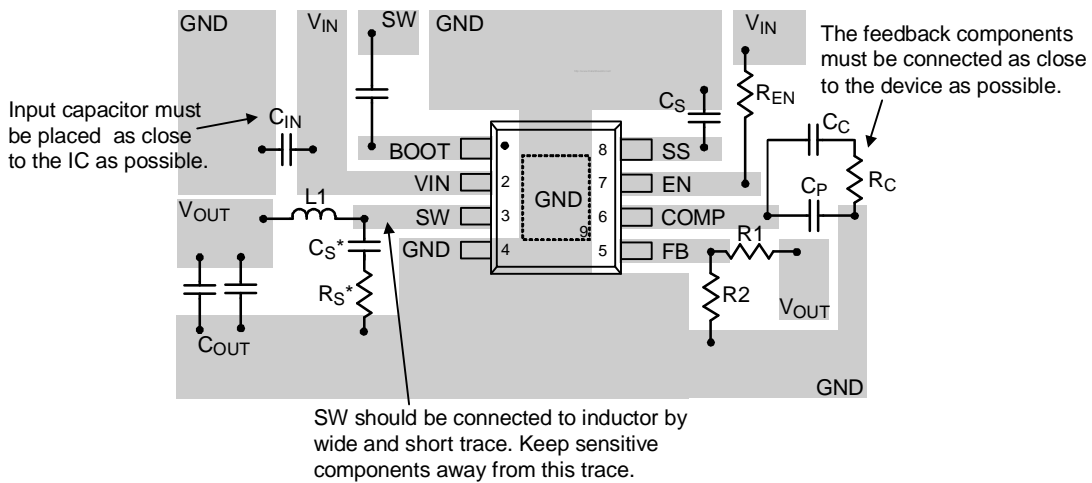 GND
VIN
SW
GND
VIN
The feedback components
must be connected as close
to the device as possible.
Input capacitor must
be placed as close
to the IC as possible.
CIN
CS
REN
CC
RC
CP
BOOT
8
SS
VIN
2
7
EN
GND
9
VOUT
L1
SW
3
6
COMP
R1
CS*
GND
4
5
FB
RS*
R2
VOUT
COUT
GND
SW should be connected to inductor by
wide and short trace. Keep sensitive
components away from this trace.